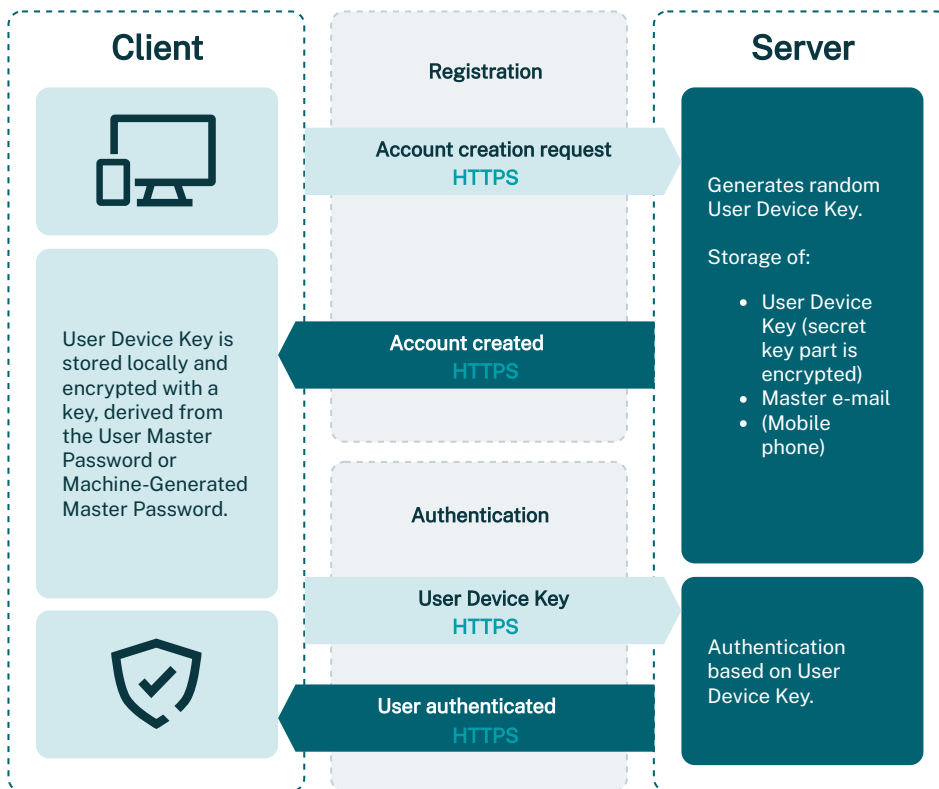 Client
User Device Key is
stored locally and
encrypted with a
key, derived from
the User Master
Password or
Machine-Generated
Master Password.
Registration
Account creation request
HTTPS
Account created
HTTPS
Authentication
User Device Key
HTTPS
User authenticated
HTTPS
Server
Generates random
User Device Key.
Storage of:
• User Device
Key (secret
key part is
encrypted)
• Master e-mail
• (Mobile
phone)
Authentication
based on User
Device Key.